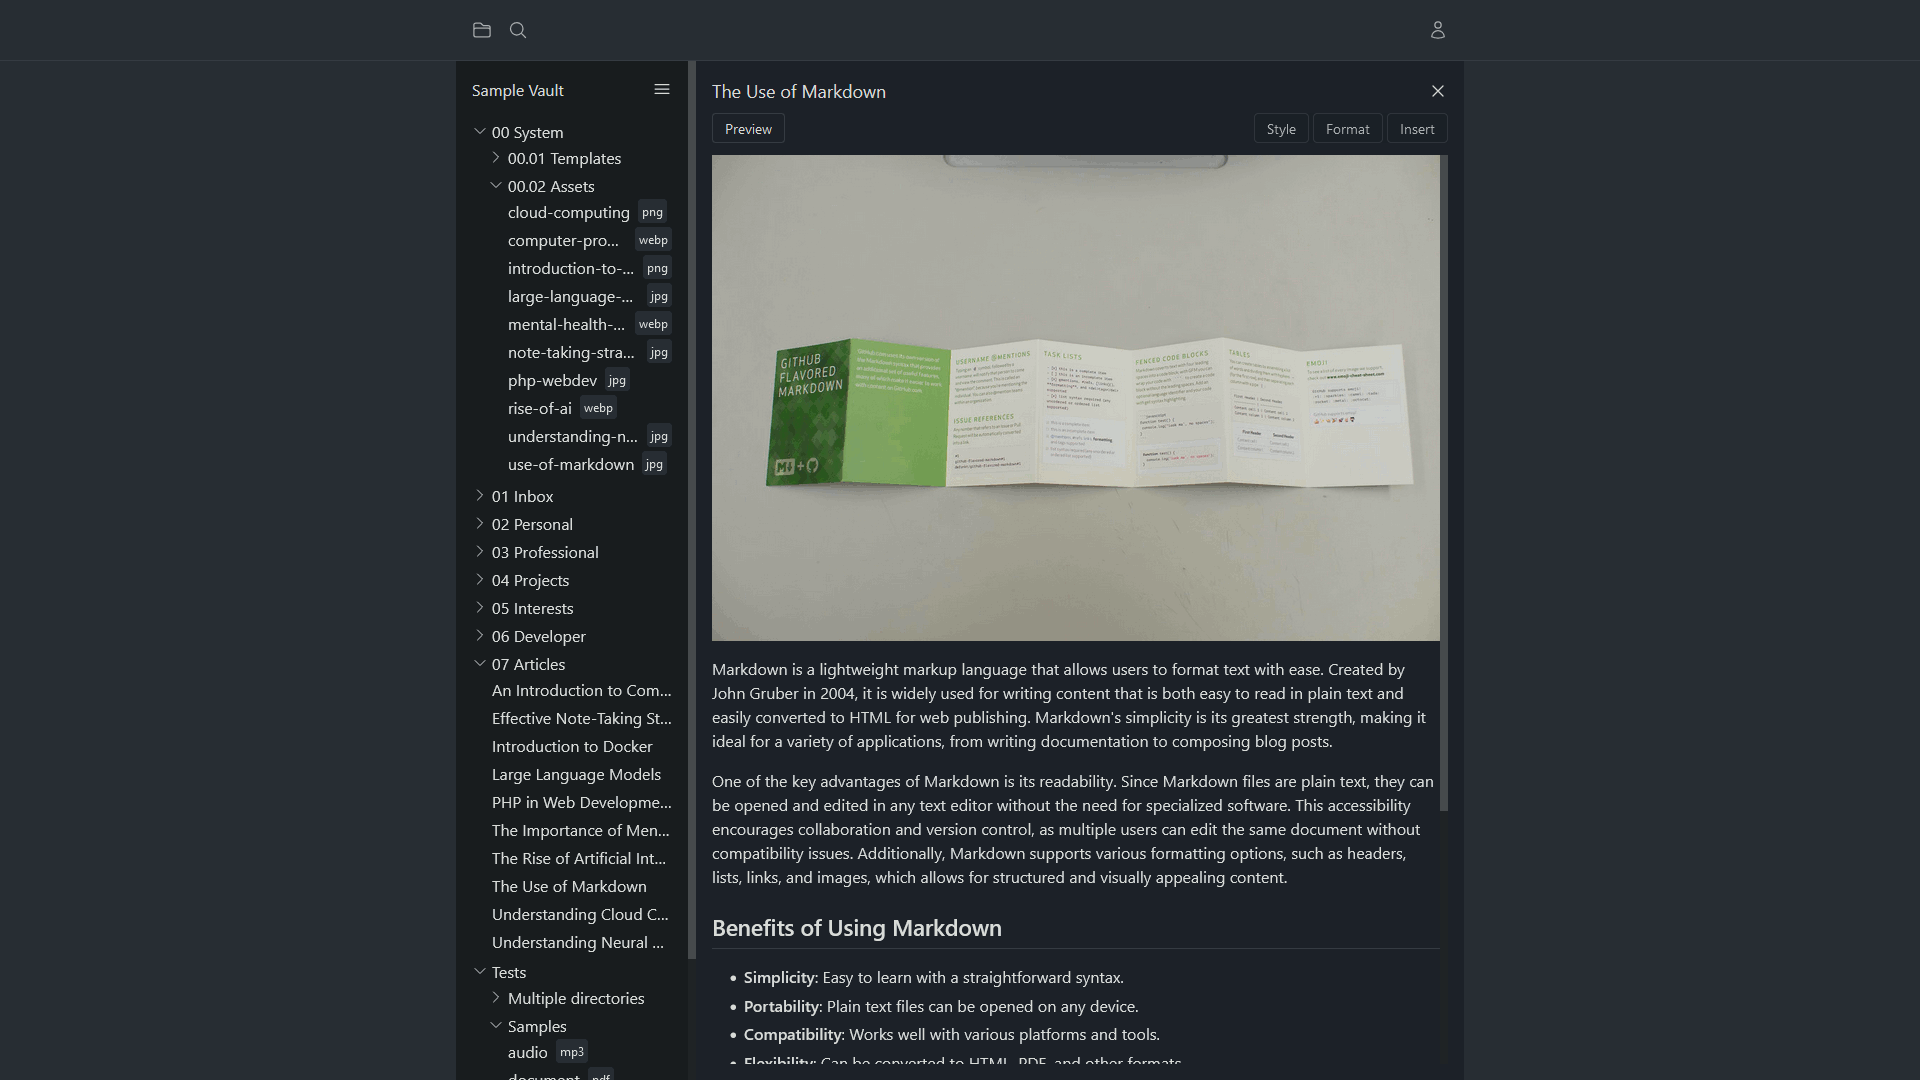 Sample Vault
00 System
00.01 Templates
00.02 Assets
cloud-computing png
computer-pro... webp
introduction-to-... png
large-language-... jpg
mental-health-... webp
note-taking-stra... jpg
php-webdev jpg
rise-of-ai webp
understanding-n... jpg
use-of-markdown jpg
01 Inbox
02 Personal
03 Professional
04 Projects
05 Interests
06 Developer
07 Articles
An Introduction to Com...
Effective Note-Taking St...
Introduction to Docker
Large Language Models
PHP in Web Developme...
The Importance of Men...
The Rise of Artificial Int...
The Use of Markdown
Understanding Cloud C...
Understanding Neural ...
Tests
Multiple directories
Samples
audio mp3
document pdf
The Use of Markdown
Preview Style Format Insert
GITHUB
FLAVORED
MARKDOWN
USERNAME @MENTIONS
ISSUE REFERENCES
TASK LISTS
FENCED CODE BLOCKS
TABLES
EMOJI
Markdown is a lightweight markup language that allows users to format text with ease. Created by
John Gruber in 2004, it is widely used for writing content that is both easy to read in plain text and
easily converted to HTML for web publishing. Markdown's simplicity is its greatest strength, making it
ideal for a variety of applications, from writing documentation to composing blog posts.
One of the key advantages of Markdown is its readability. Since Markdown files are plain text, they can
be opened and edited in any text editor without the need for specialized software. This accessibility
encourages collaboration and version control, as multiple users can edit the same document without
compatibility issues. Additionally, Markdown supports various formatting options, such as headers,
lists, links, and images, which allows for structured and visually appealing content.
Benefits of Using Markdown
• Simplicity: Easy to learn with a straightforward syntax.
• Portability: Plain text files can be opened on any device.
• Compatibility: Works well with various platforms and tools.
• Flexibility: Can be converted to HTML, PDF, and other formats.